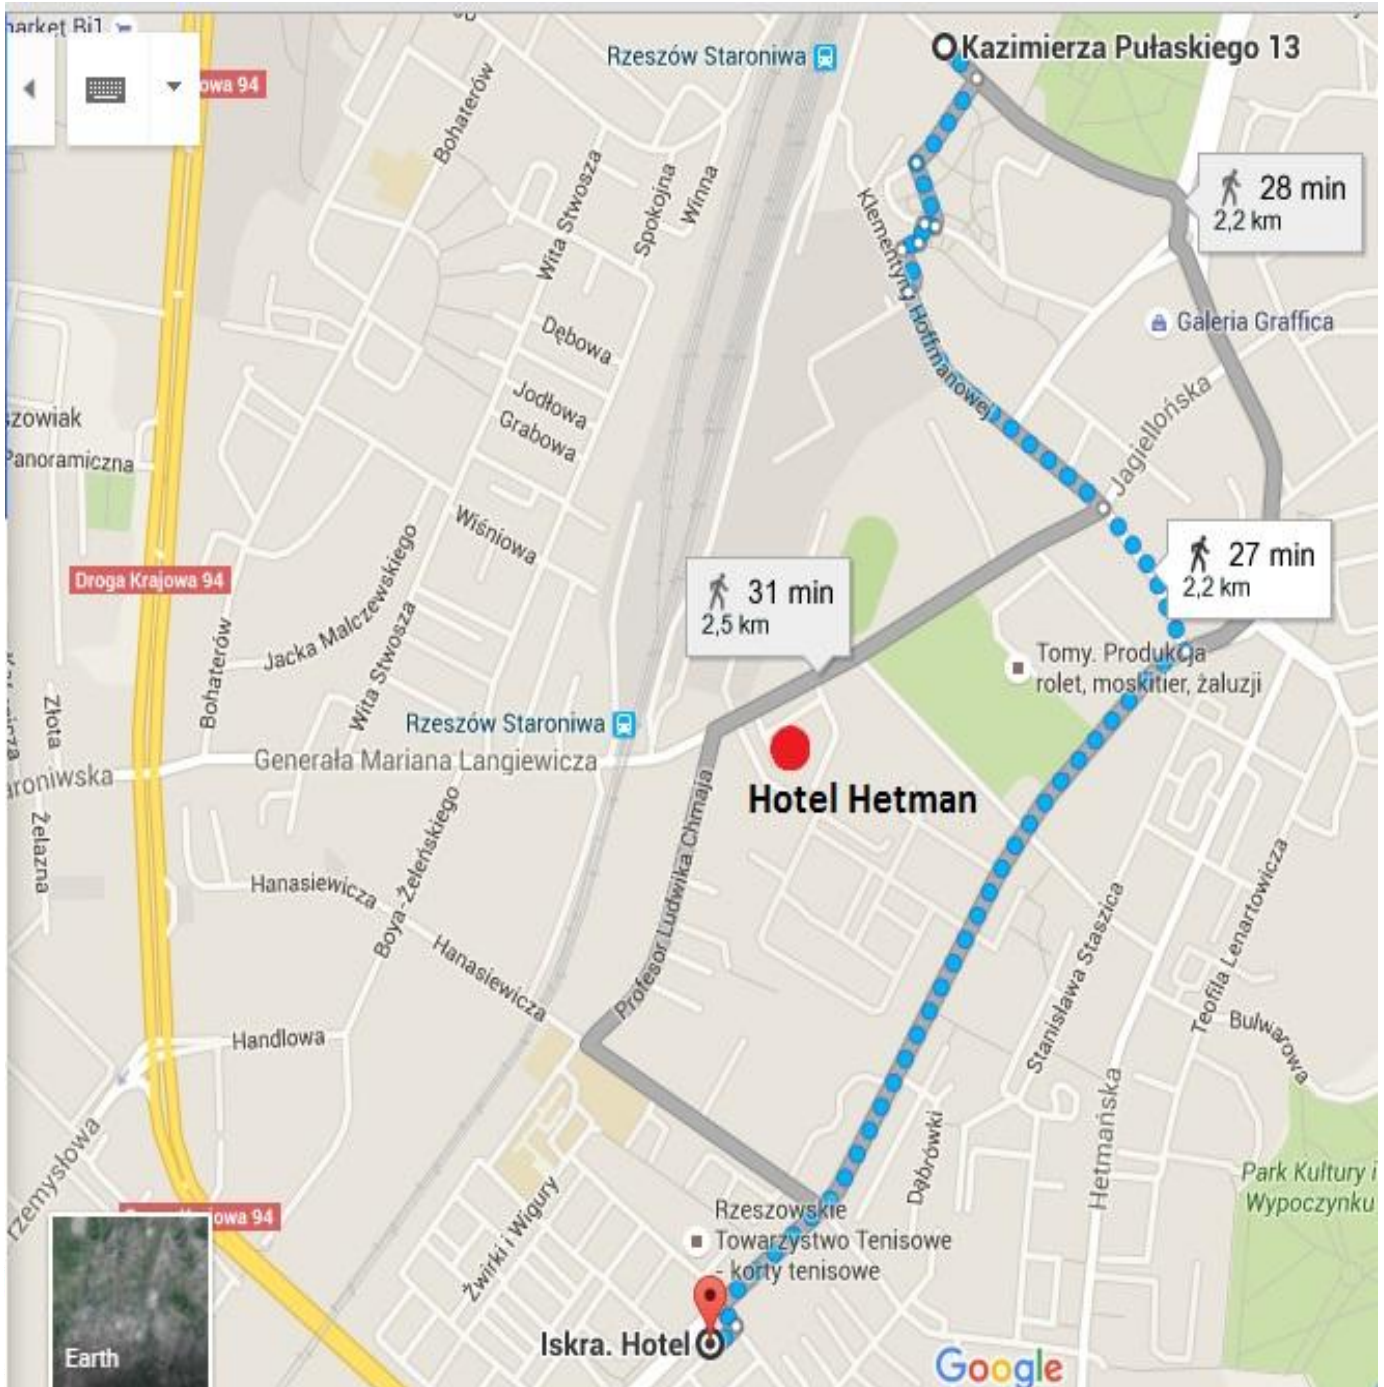 Rzeszów Staroniwa
Kazimierza Pułaskiego 13
owa 94
Bohaterów
Wita Stwosza
Spokojna
Winna
28 min
2,2 km
Klementyny Hoffmanowej
Galeria Graffica
Dębowa
Jodłowa
Grabowa
szowiak
Panoramiczna
Jagiellońska
Wiśniowa
Droga Krajowa 94
Jacka Malczewskiego
27 min
2,2 km
31 min
2,5 km
Bohaterów
Wita Stwosza
Tomy. Produkcja
rolet, moskitier, żaluzji
Złota
Rzeszów Staroniwa
Generała Mariana Langiewicza
aroniwska
Hotel Hetman
Żelazna
Boya-Żeleńskiego
Profesor Ludwika Chmaja
Hanasiewicza
Hanasiewicza
Stanisława Staszica
Teofila Lenartowicza
Bulwarowa
Handlowa
Hetmańska
Dąbrówki
rzemysłowa
Park Kultury i
Wypoczynku
owa 94
Żwirki i Wigury
Rzeszowskie
Towarzystwo Tenisowe
- korty tenisowe
Iskra. Hotel
Earth
Google